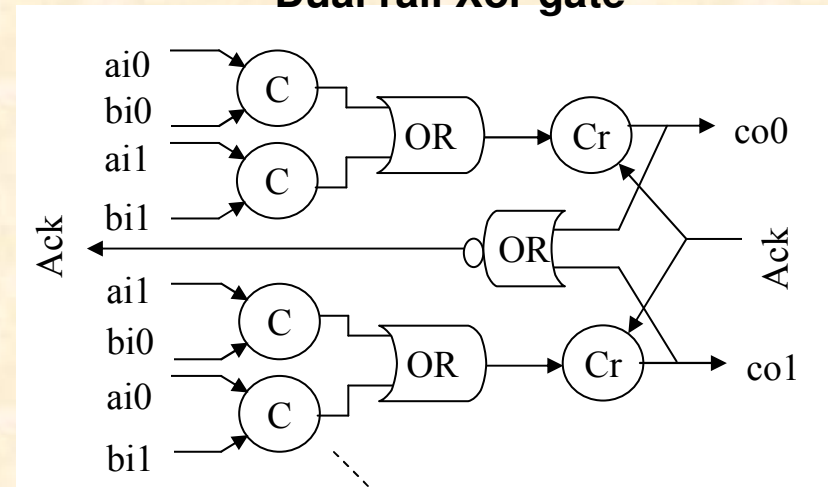 Dual rail Xor gate
ai0
C
bi0
OR
Cr
co0
ai1
C
bi1
OR
Ack
Ack
ai1
C
bi0
OR
Cr
co1
ai0
C
bi1